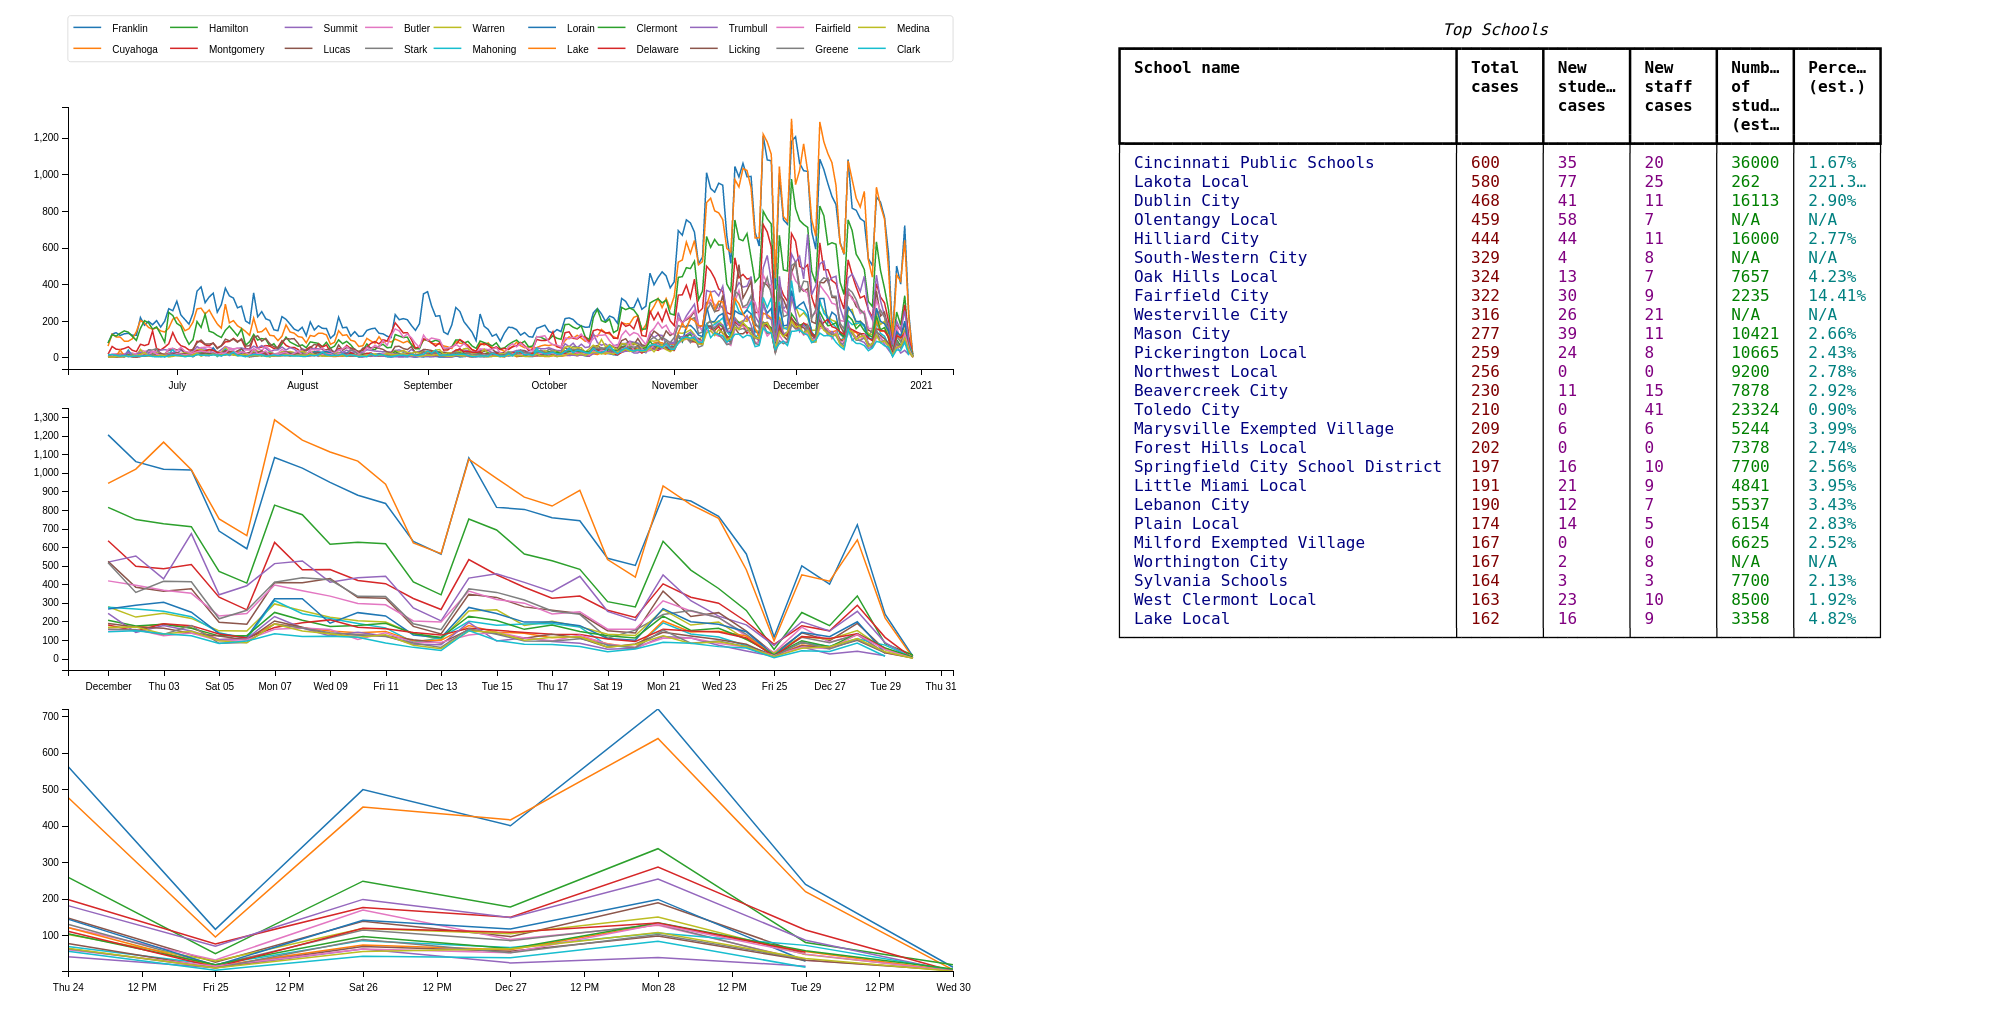 Franklin Hamilton Summit Butler Warren Lorain Clermont Trumbull Fairfield Medina
Cuyahoga Montgomery Lucas Stark Mahoning Lake Delaware Licking Greene Clark
1,200
1,000
800
600
400
200
0
July August September October November December 2021
1,300
1,200
1,100
1,000
900
800
700
600
500
400
300
200
100
0
December Thu 03 Sat 05 Mon 07 Wed 09 Fri 11 Dec 13 Tue 15 Thu 17 Sat 19 Mon 21 Wed 23 Fri 25 Dec 27 Tue 29 Thu 31
700
600
500
400
300
200
100
Thu 24 12 PM Fri 25 12 PM Sat 26 12 PM Dec 27 12 PM Mon 28 12 PM Tue 29 12 PM Wed 30
Top Schools
School name Total New New Numb… Perce…
cases stude… staff of (est.)
cases cases stud…
(est…
Cincinnati Public Schools 600 35 20 36000 1.67%
Lakota Local 580 77 25 262 221.3…
Dublin City 468 41 11 16113 2.90%
Olentangy Local 459 58 7 N/A N/A
Hilliard City 444 44 11 16000 2.77%
South-Western City 329 4 8 N/A N/A
Oak Hills Local 324 13 7 7657 4.23%
Fairfield City 322 30 9 2235 14.41%
Westerville City 316 26 21 N/A N/A
Mason City 277 39 11 10421 2.66%
Pickerington Local 259 24 8 10665 2.43%
Northwest Local 256 0 0 9200 2.78%
Beavercreek City 230 11 15 7878 2.92%
Toledo City 210 0 41 23324 0.90%
Marysville Exempted Village 209 6 6 5244 3.99%
Forest Hills Local 202 0 0 7378 2.74%
Springfield City School District 197 16 10 7700 2.56%
Little Miami Local 191 21 9 4841 3.95%
Lebanon City 190 12 7 5537 3.43%
Plain Local 174 14 5 6154 2.83%
Milford Exempted Village 167 0 0 6625 2.52%
Worthington City 167 2 8 N/A N/A
Sylvania Schools 164 3 3 7700 2.13%
West Clermont Local 163 23 10 8500 1.92%
Lake Local 162 16 9 3358 4.82%